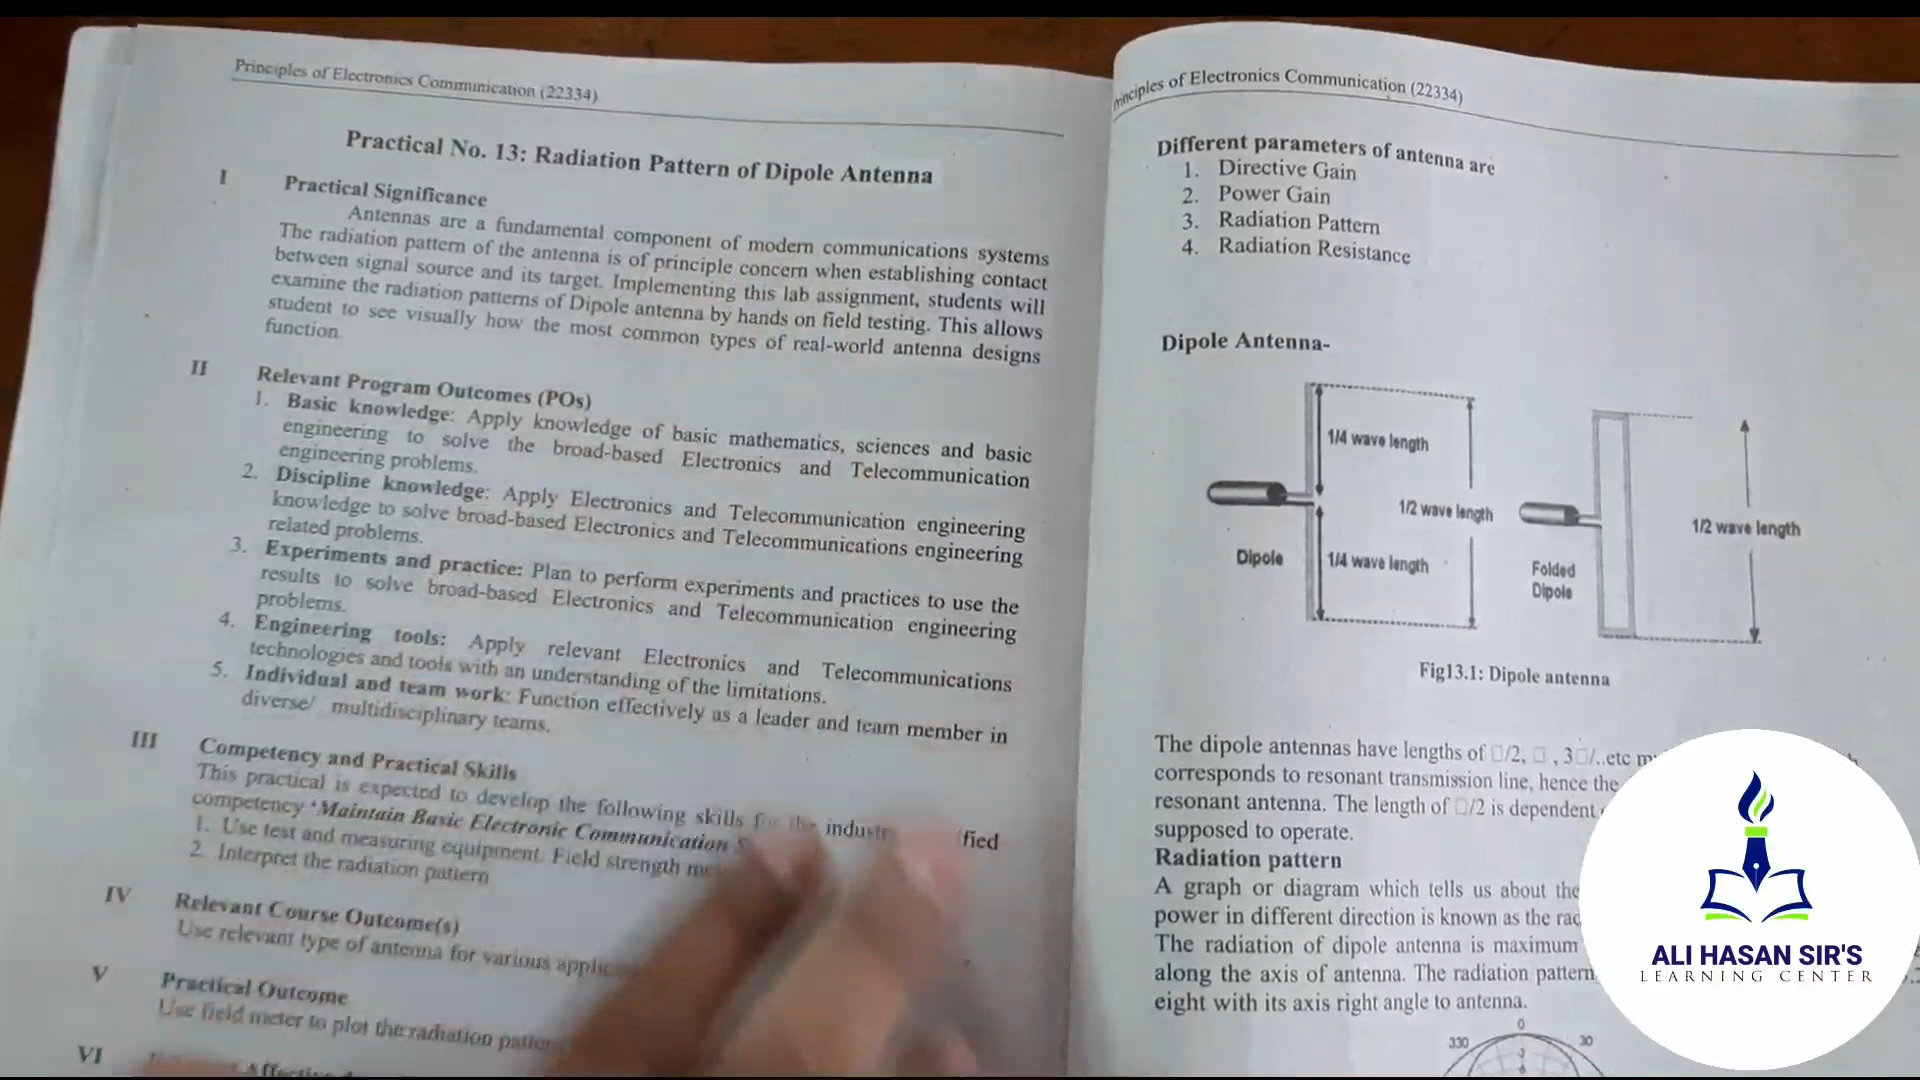 Principles of Electronics Communication (22334)
Practical No. 13: Radiation Pattern of Dipole Antenna
I Practical Significance
Antennas are a fundamental component of modern communications systems
The radiation pattern of the antenna is of principle concern when establishing contact
between signal source and its target. Implementing this lab assignment, students will
examine the radiation patterns of Dipole antenna by hands on field testing. This allows
student to see visually how the most common types of real-world antenna designs
function.
II Relevant Program Outcomes (POs)
1. Basic knowledge: Apply knowledge of basic mathematics, sciences and basic
engineering to solve the broad-based Electronics and Telecommunication
engineering problems.
2. Discipline knowledge: Apply Electronics and Telecommunication engineering
knowledge to solve broad-based Electronics and Telecommunications engineering
related problems.
3. Experiments and practice: Plan to perform experiments and practices to use the
results to solve broad-based Electronics and Telecommunication engineering
problems.
4. Engineering tools: Apply relevant Electronics and Telecommunications
technologies and tools with an understanding of the limitations.
5. Individual and team work: Function effectively as a leader and team member in
diverse/ multidisciplinary teams.
III Competency and Practical Skills
This practical is expected to develop the following skills for the
competency 'Maintain Basic Electronic Communication
1. Use test and measuring equipment. Field strength
2. Interpret the radiation pattern
IV Relevant Course Outcome(s)
Use relevant type of antenna for various
V Practical Outcome
Use field meter to plot the radiation
VI
Principles of Electronics Communication (22334)
Different parameters of antenna are
1. Directive Gain
2. Power Gain
3. Radiation Pattern
4. Radiation Resistance
Dipole Antenna-
1/4 wave length
1/2 wave length
Dipole
1/4 wave length
Folded
Dipole
1/2 wave length
Fig13.1: Dipole antenna
The dipole antennas have lengths of □/2, □ , 3□/..etc
corresponds to resonant transmission line, hence the
resonant antenna. The length of □/2 is dependent
supposed to operate.
Radiation pattern
A graph or diagram which tells us about the
power in different direction is known as the
The radiation of dipole antenna is maximum
along the axis of antenna. The radiation pattern
eight with its axis right angle to antenna.
330 0 30
ALI HASAN SIR'S
LEARNING CENTER